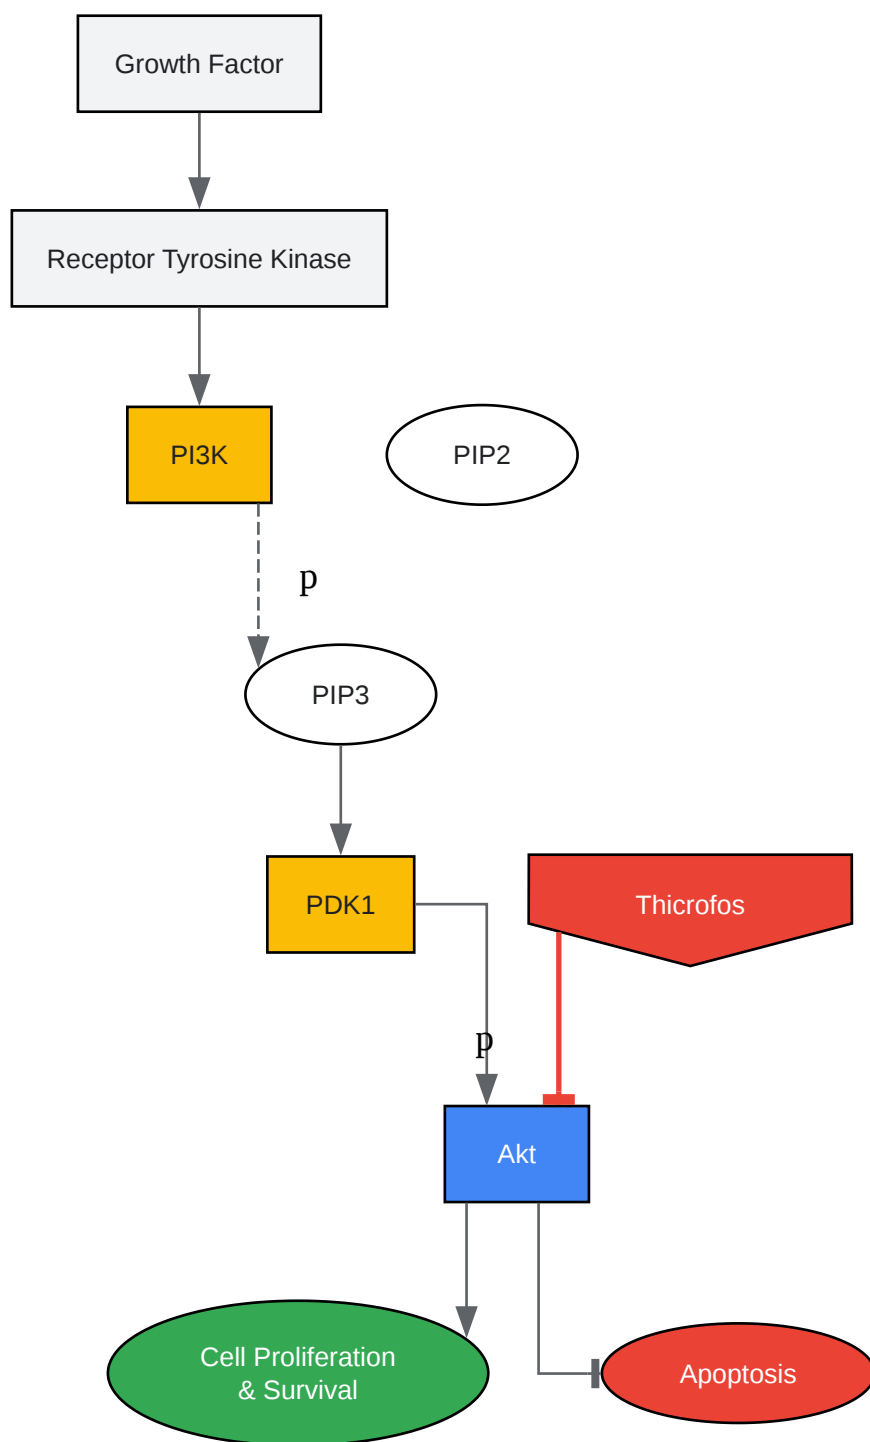 Growth Factor
Receptor Tyrosine Kinase
PI3K
PIP2
p
PIP3
PDK1
Thicrofos
p
Akt
Cell Proliferation
& Survival
Apoptosis